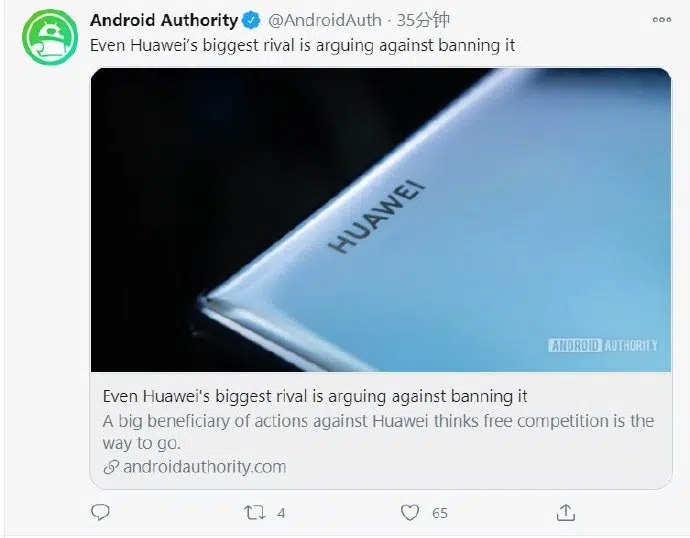 Android Authority @AndroidAuth · 35分钟
Even Huawei's biggest rival is arguing against banning it
HUAWEI
ANDROID AUTHORITY
Even Huawei's biggest rival is arguing against banning it
A big beneficiary of actions against Huawei thinks free competition is the
way to go.
androidauthority.com
4 65